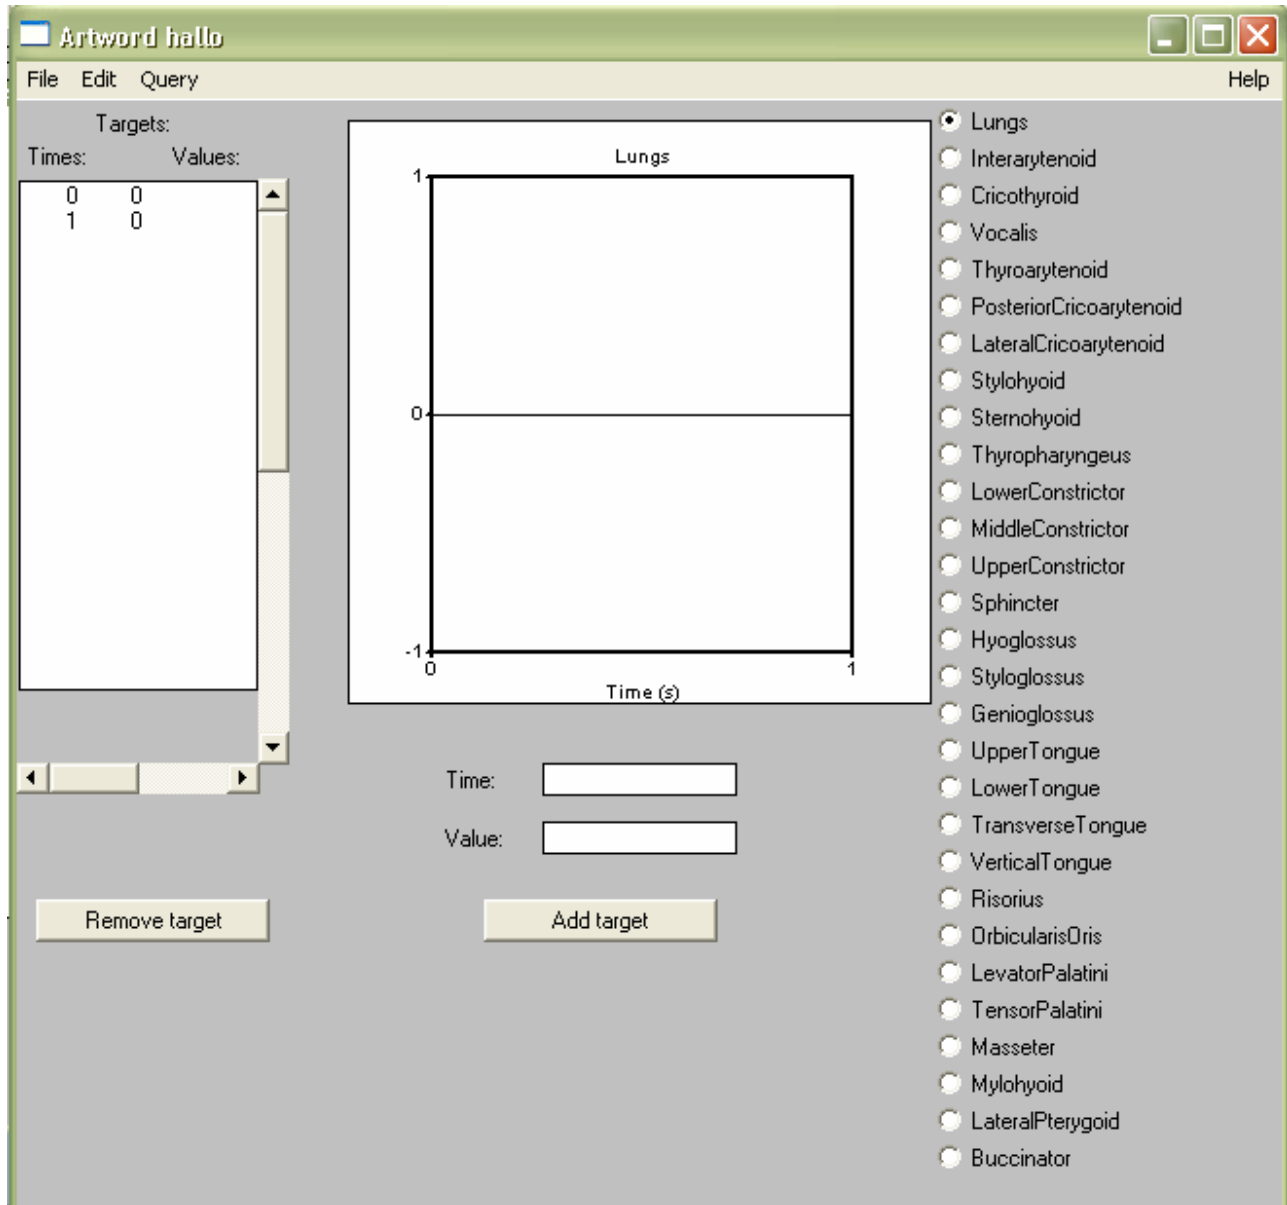 Artword hallo
File Edit Query Help
Targets:
Times: Values:
0 0
1 0
Lungs
1
0
-1
0 1
Time (s)
Time:
Value:
Remove target
Add target
Lungs
Interarytenoid
Cricothyroid
Vocalis
Thyroarytenoid
PosteriorCricoarytenoid
LateralCricoarytenoid
Stylohyoid
Sternohyoid
Thyropharyngeus
LowerConstrictor
MiddleConstrictor
UpperConstrictor
Sphincter
Hyoglossus
Styloglossus
Genioglossus
UpperTongue
LowerTongue
TransverseTongue
VerticalTongue
Risorius
OrbicularisOris
LevatorPalatini
TensorPalatini
Masseter
Mylohyoid
LateralPterygoid
Buccinator